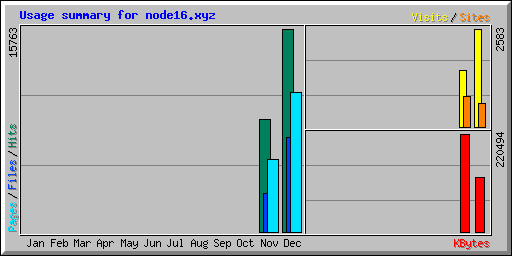 Usage summary for node16.xyz
Visits / Sites
15763
2583
Pages / Files / Hits
220494
Jan Feb Mar Apr May Jun Jul Aug Sep Oct Nov Dec
KBytes